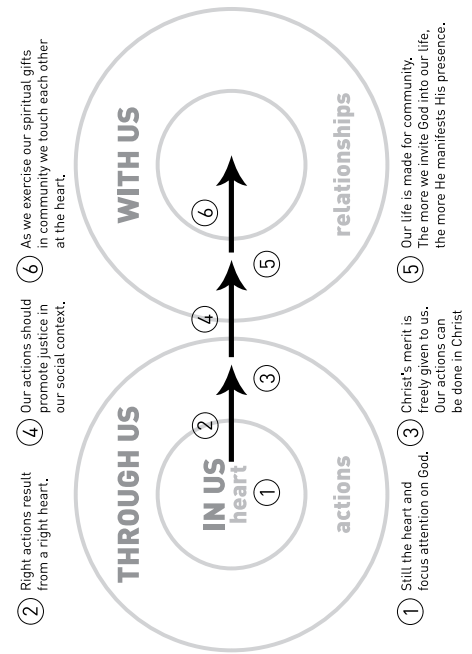 2
Right actions result
from a right heart.
4
Our actions should
promote justice in
our social context.
6
As we exercise our spiritual gifts
in community we touch each other
at the heart.
THROUGH US
WITH US
IN US
heart
1
2
3
4
5
6
actions
relationships
1
Still the heart and
focus attention on God.
3
Christ's merit is
freely given to us.
Our actions can
be done in Christ
5
Our life is made for community.
The more we invite God into our life,
the more He manifests His presence.